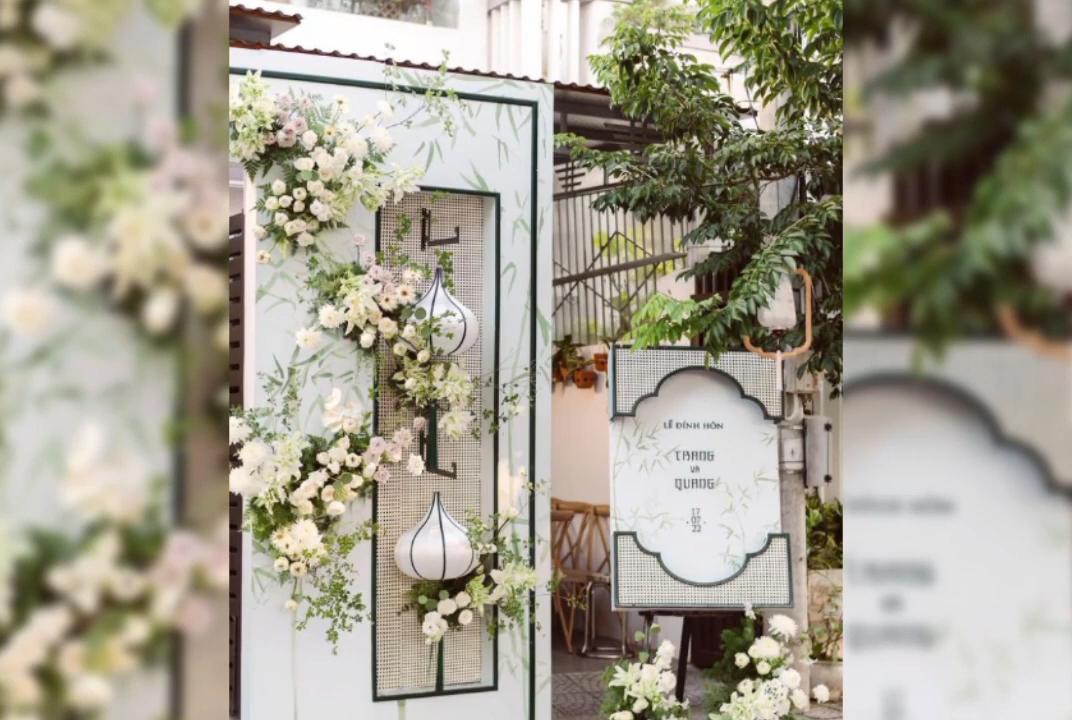 LỄ ĐÍNH HÔN
TRANG
VÀ
QUANG
17
.07.
22